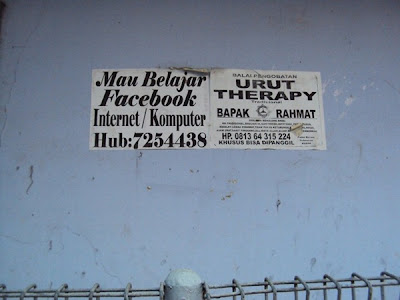 Mau Belajar
Facebook
Internet/Komputer
Hub:7254438
BALAI PENGOBATAN
URUT
THERAPY
BAPAK RAHMAT
HP. 0813 64 315 224
KHUSUS BISA DIPANGGIL